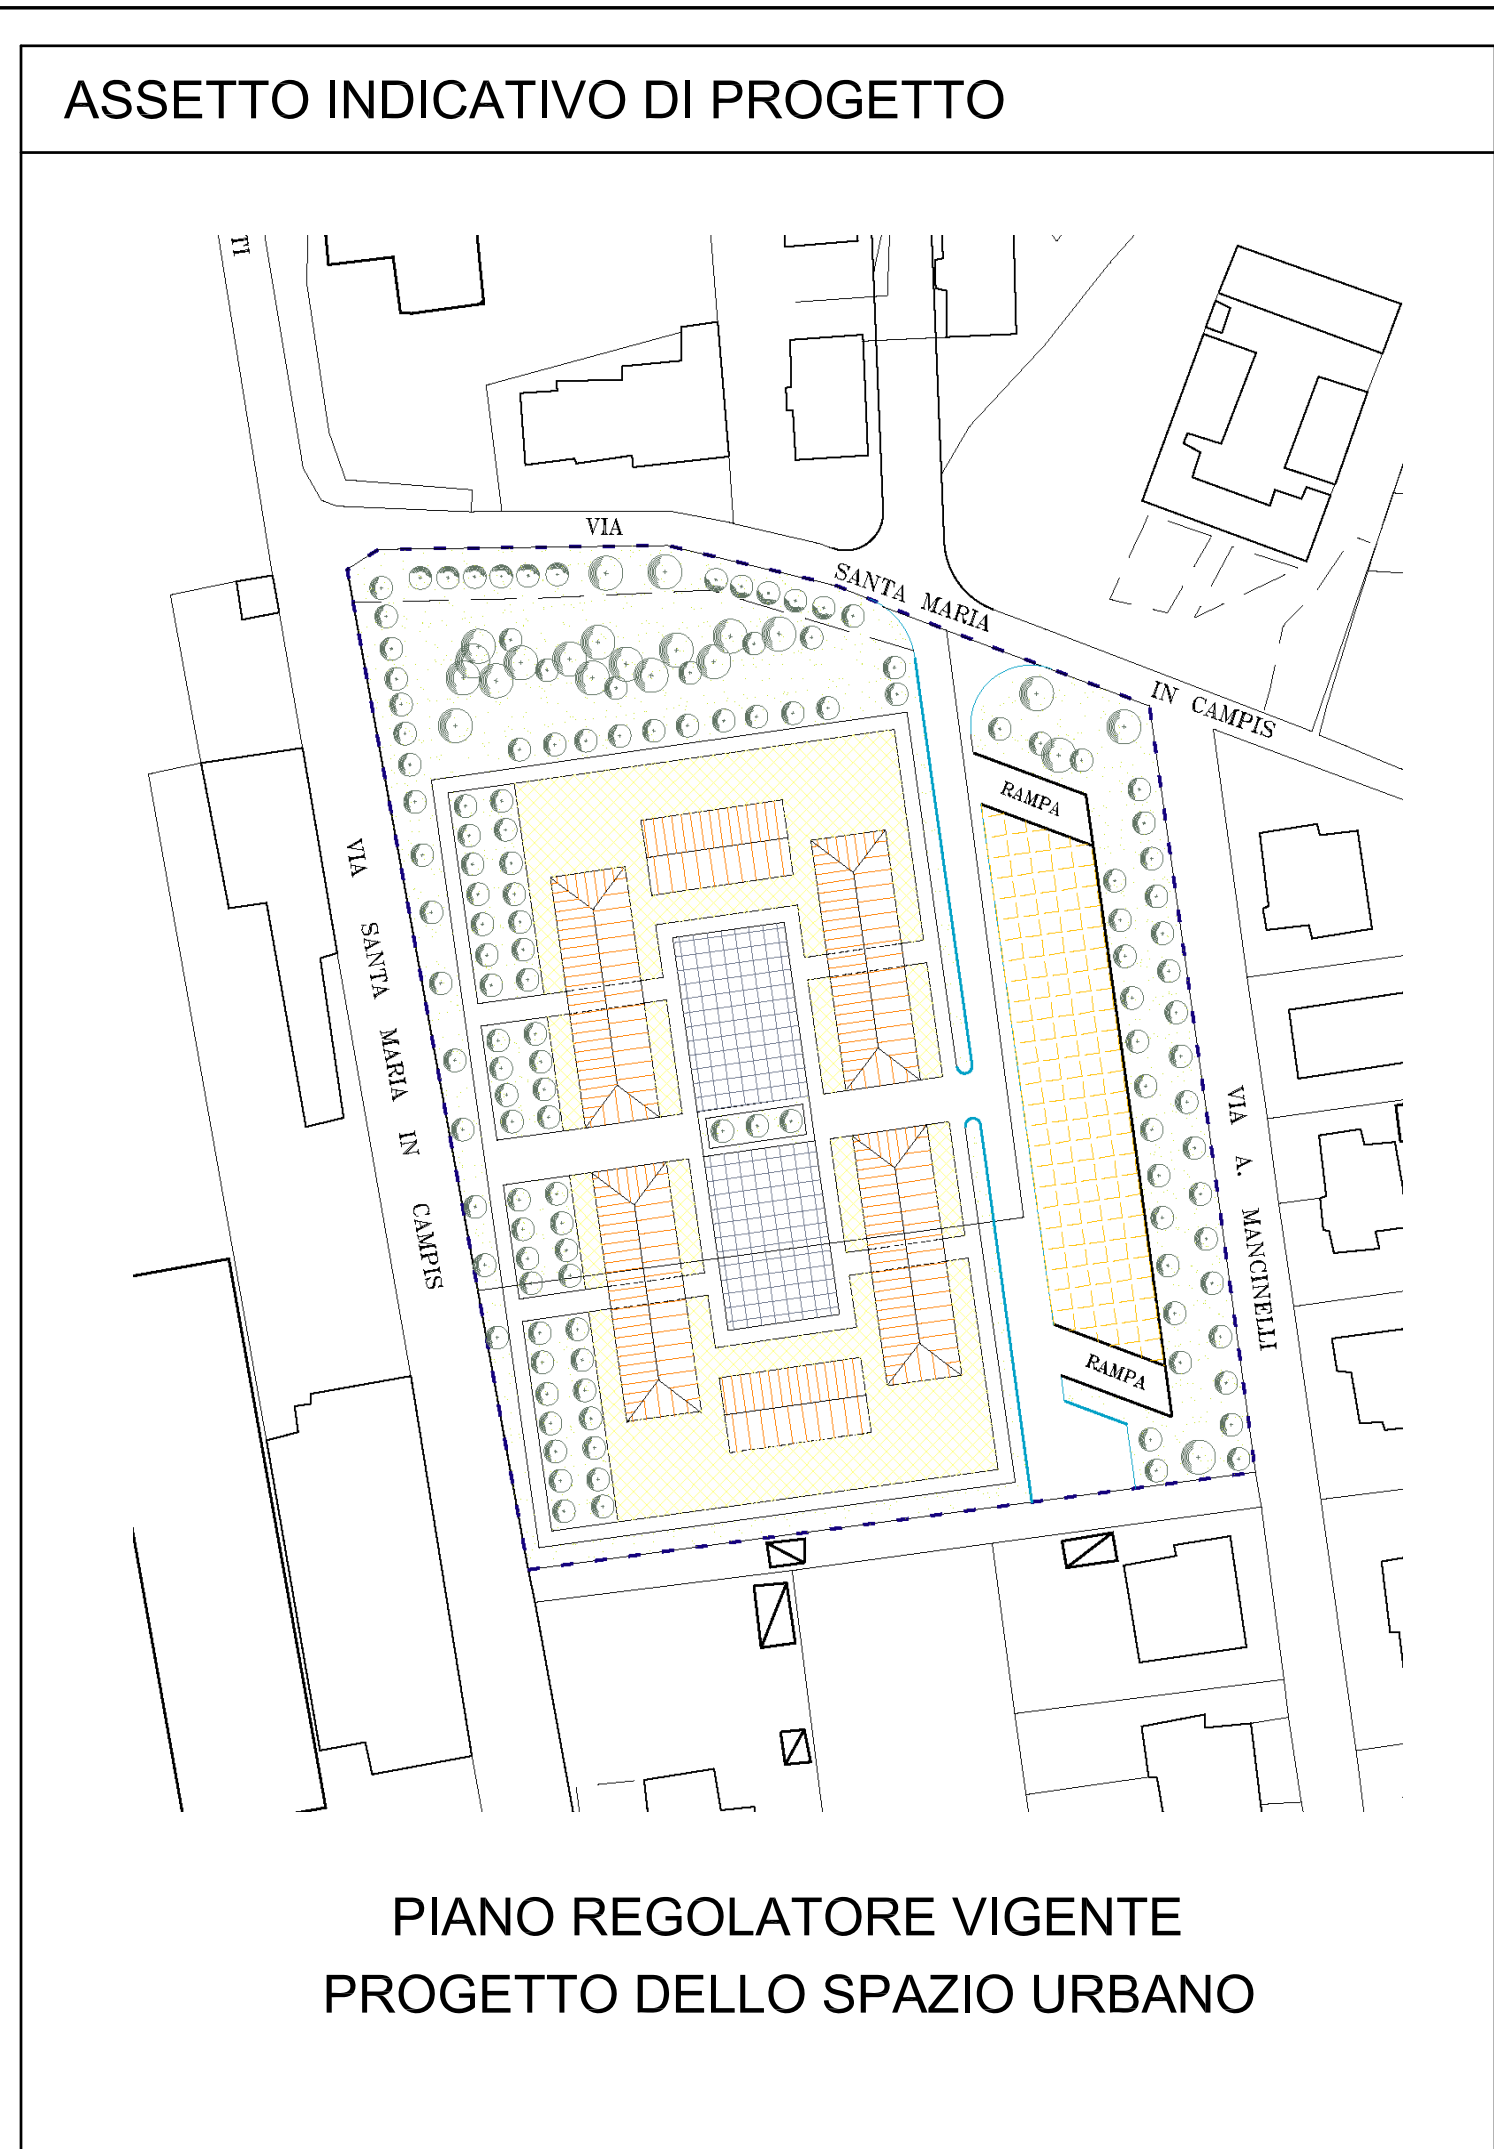 ASSETTO INDICATIVO DI PROGETTO
TI
VIA
SANTA MARIA
IN CAMPIS
RAMPA
VIA SANTA MARIA IN CAMPIS
VIA A. MANCINELLI
RAMPA
PIANO REGOLATORE VIGENTE
PROGETTO DELLO SPAZIO URBANO